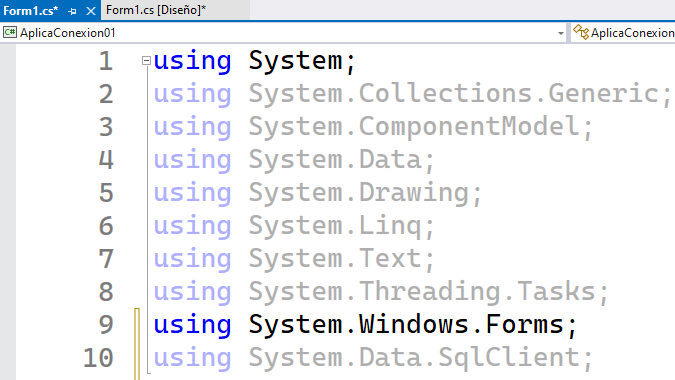 Form1.cs* Form1.cs [Diseño]*
AplicaConexion01 AplicaConexion
1 using System;
2 using System.Collections.Generic;
3 using System.ComponentModel;
4 using System.Data;
5 using System.Drawing;
6 using System.Linq;
7 using System.Text;
8 using System.Threading.Tasks;
9 using System.Windows.Forms;
10 using System.Data.SqlClient;